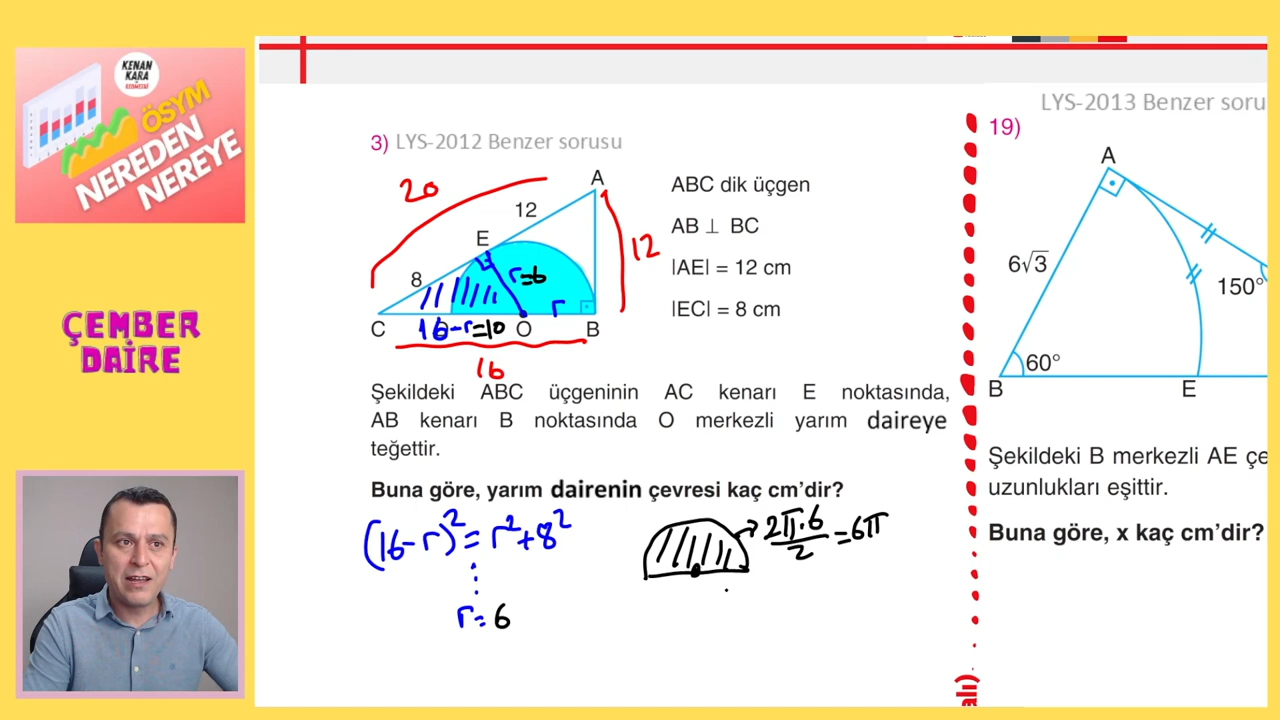 KENAN
KARA
ÖSYM
NEREDEN
NEREYE
ÇEMBER
DAİRE
3) LYS-2012 Benzer sorusu
20
A
12
E
12
r=6
8
r
C
16-r=10
O
B
16
ABC dik üçgen
AB ⊥ BC
|AE| = 12 cm
|EC| = 8 cm
Şekildeki ABC üçgeninin AC kenarı E noktasında,
AB kenarı B noktasında O merkezli yarım daireye
teğettir.
Buna göre, yarım dairenin çevresi kaç cm'dir?
(16-r)² = r²+8²
r=6
2π·6/2 = 6π
LYS-2013 Benzer soru
19)
A
6√3
150°
60°
B
E
Şekildeki B merkezli AE çe
uzunlukları eşittir.
Buna göre, x kaç cm'dir?
alı)